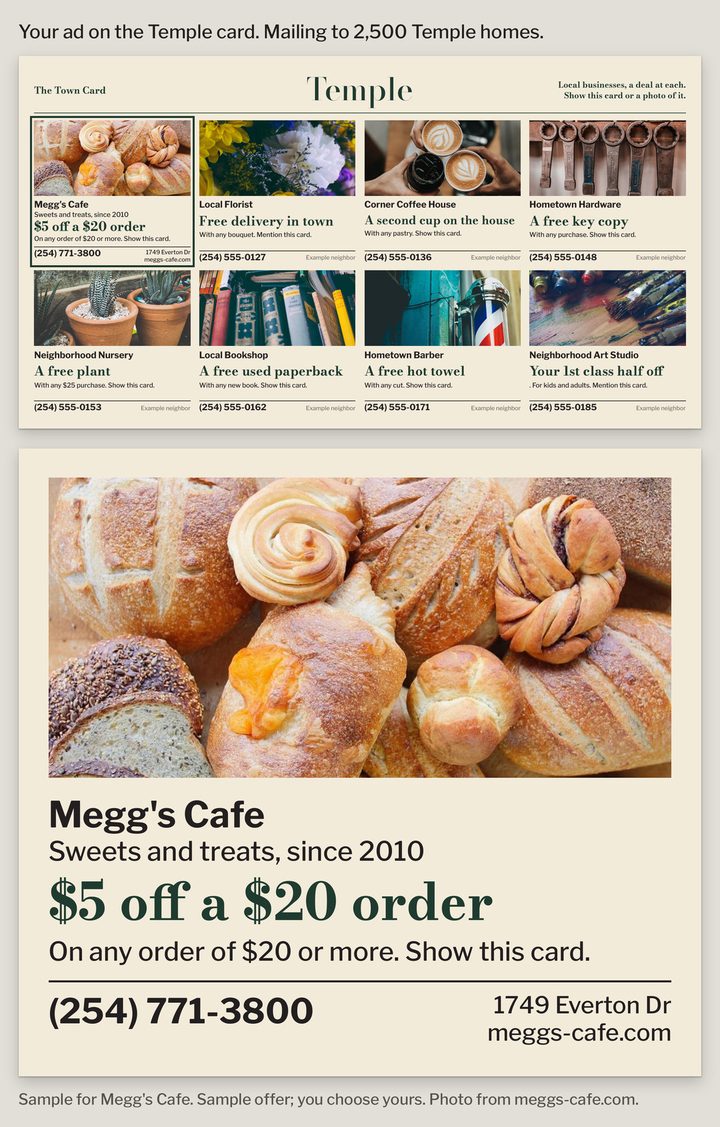 Your ad on the Temple card. Mailing to 2,500 Temple homes.
The Town Card
Temple
Local businesses, a deal at each.
Show this card or a photo of it.
Megg's Cafe
Sweets and treats, since 2010
$5 off a $20 order
On any order of $20 or more. Show this card.
(254) 771-3800
1749 Everton Dr
meggs-cafe.com
Local Florist
Free delivery in town
With any bouquet. Mention this card.
(254) 555-0127
Example neighbor
Corner Coffee House
A second cup on the house
With any pastry. Show this card.
(254) 555-0136
Example neighbor
Hometown Hardware
A free key copy
With any purchase. Show this card.
(254) 555-0148
Example neighbor
Neighborhood Nursery
A free plant
With any $25 purchase. Show this card.
(254) 555-0153
Example neighbor
Local Bookshop
A free used paperback
With any new book. Show this card.
(254) 555-0162
Example neighbor
Hometown Barber
A free hot towel
With any cut. Show this card.
(254) 555-0171
Example neighbor
Neighborhood Art Studio
Your 1st class half off
. For kids and adults. Mention this card.
(254) 555-0185
Example neighbor
Megg's Cafe
Sweets and treats, since 2010
$5 off a $20 order
On any order of $20 or more. Show this card.
(254) 771-3800
1749 Everton Dr
meggs-cafe.com
Sample for Megg's Cafe. Sample offer; you choose yours. Photo from meggs-cafe.com.